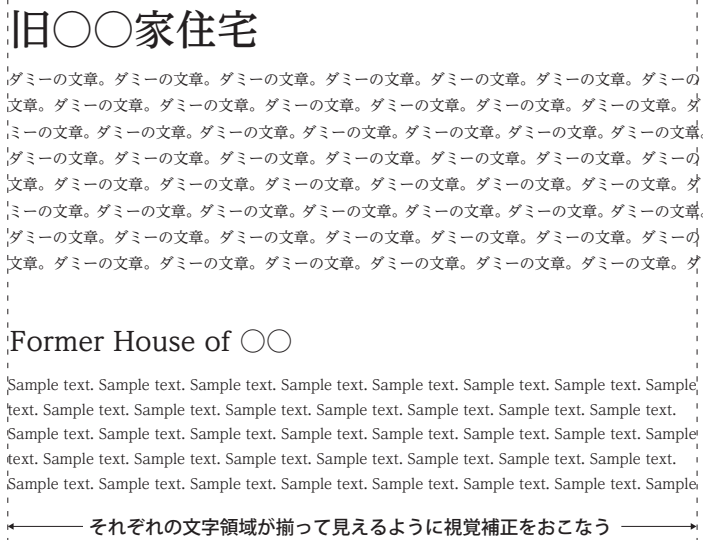 旧○○家住宅
ダミーの文章。ダミーの文章。ダミーの文章。ダミーの文章。ダミーの文章。ダミーの文章。ダミーの
文章。ダミーの文章。ダミーの文章。ダミーの文章。ダミーの文章。ダミーの文章。ダミーの文章。ダ
ミーの文章。ダミーの文章。ダミーの文章。ダミーの文章。ダミーの文章。ダミーの文章。ダミーの文章。
ダミーの文章。ダミーの文章。ダミーの文章。ダミーの文章。ダミーの文章。ダミーの文章。ダミーの
文章。ダミーの文章。ダミーの文章。ダミーの文章。ダミーの文章。ダミーの文章。ダミーの文章。ダ
ミーの文章。ダミーの文章。ダミーの文章。ダミーの文章。ダミーの文章。ダミーの文章。ダミーの文章。
ダミーの文章。ダミーの文章。ダミーの文章。ダミーの文章。ダミーの文章。ダミーの文章。ダミーの
文章。ダミーの文章。ダミーの文章。ダミーの文章。ダミーの文章。ダミーの文章。ダミーの文章。ダ
Former House of ○○
Sample text. Sample text. Sample text. Sample text. Sample text. Sample text. Sample text. Sample
text. Sample text. Sample text. Sample text. Sample text. Sample text. Sample text. Sample text.
Sample text. Sample text. Sample text. Sample text. Sample text. Sample text. Sample text. Sample
text. Sample text. Sample text. Sample text. Sample text. Sample text. Sample text. Sample text.
Sample text. Sample text. Sample text. Sample text. Sample text. Sample text. Sample text. Sample
それぞれの文字領域が揃って見えるように視覚補正をおこなう